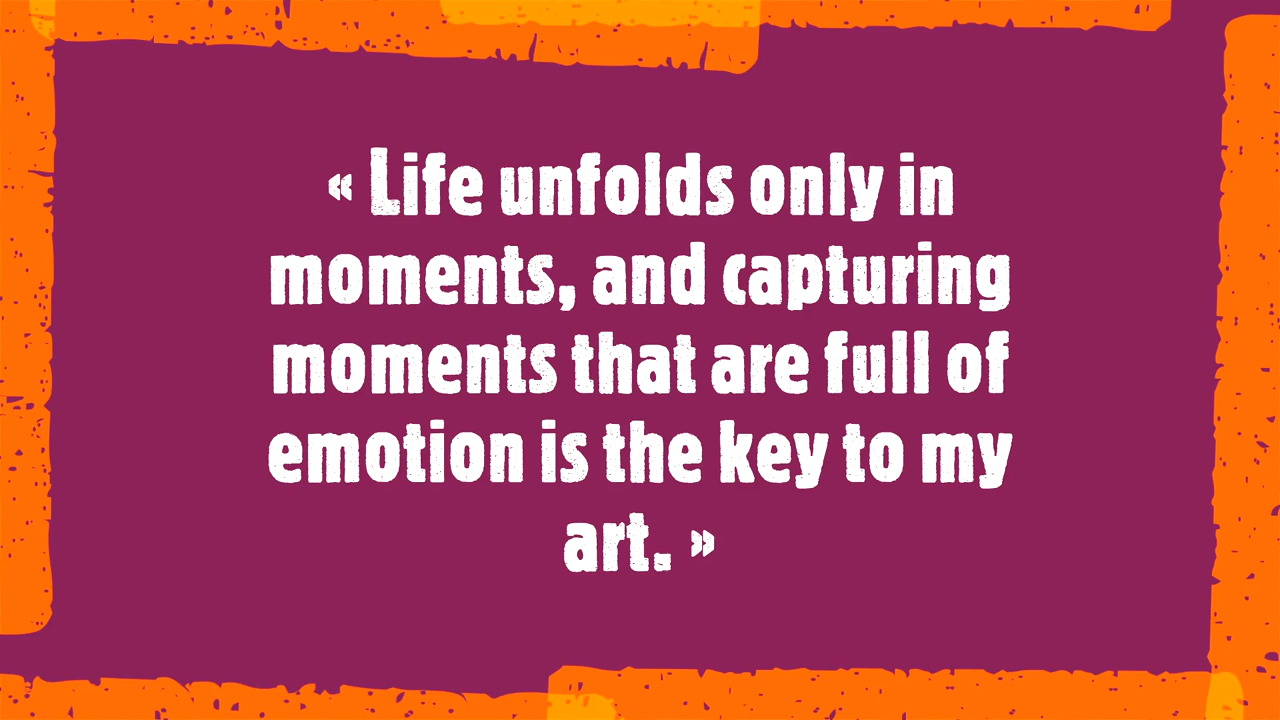 « Life unfolds only in
moments, and capturing
moments that are full of
emotion is the key to my
art. »